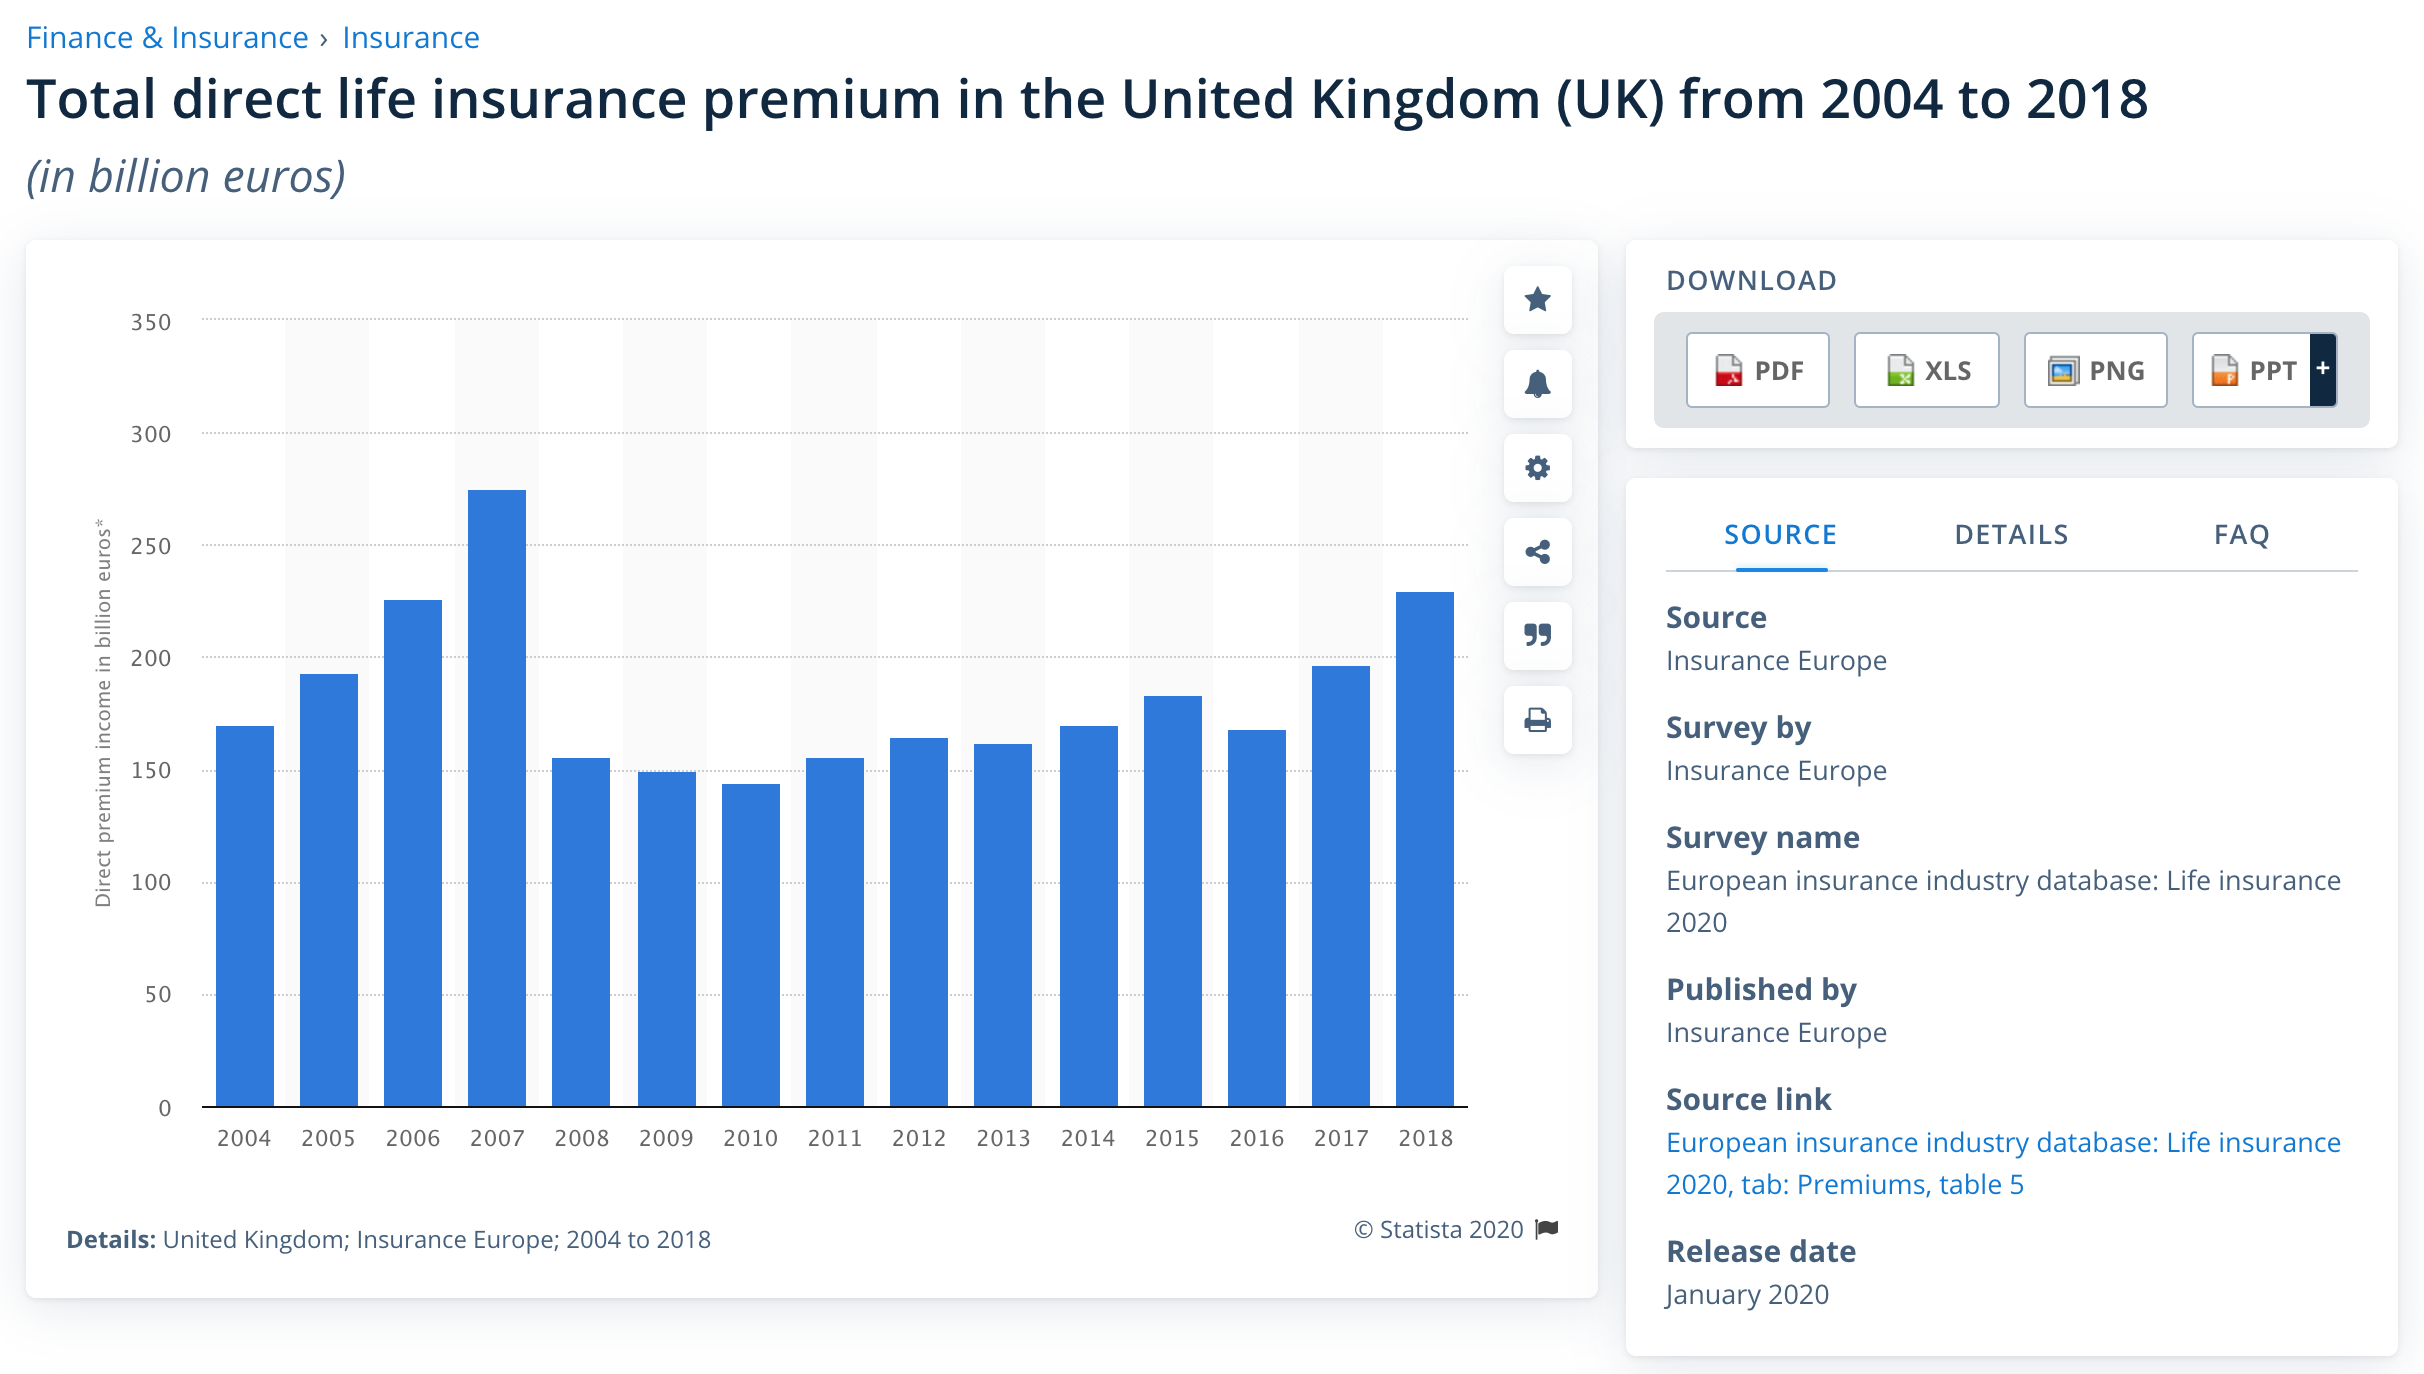 Finance & Insurance › Insurance
Total direct life insurance premium in the United Kingdom (UK) from 2004 to 2018
(in billion euros)
350
300
250
200
150
100
50
0
Direct premium income in billion euros*
2004 2005 2006 2007 2008 2009 2010 2011 2012 2013 2014 2015 2016 2017 2018
Details: United Kingdom; Insurance Europe; 2004 to 2018
© Statista 2020
DOWNLOAD
PDF XLS PNG PPT +
SOURCE DETAILS FAQ
Source
Insurance Europe
Survey by
Insurance Europe
Survey name
European insurance industry database: Life insurance
2020
Published by
Insurance Europe
Source link
European insurance industry database: Life insurance
2020, tab: Premiums, table 5
Release date
January 2020